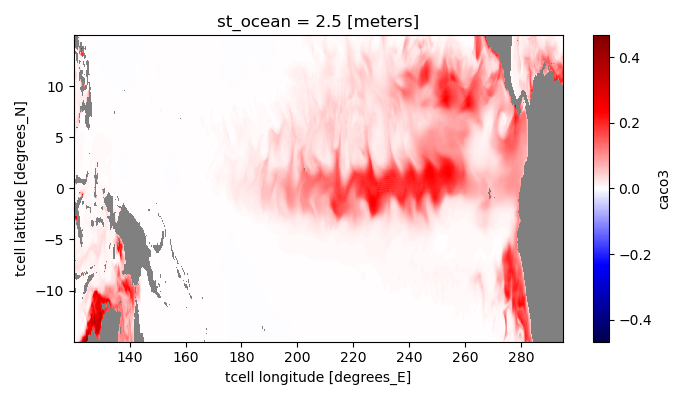 st_ocean = 2.5 [meters]
10
5
0
−5
−10
tcell latitude [degrees_N]
140 160 180 200 220 240 260 280
tcell longitude [degrees_E]
0.4
0.2
0.0
−0.2
−0.4
caco3